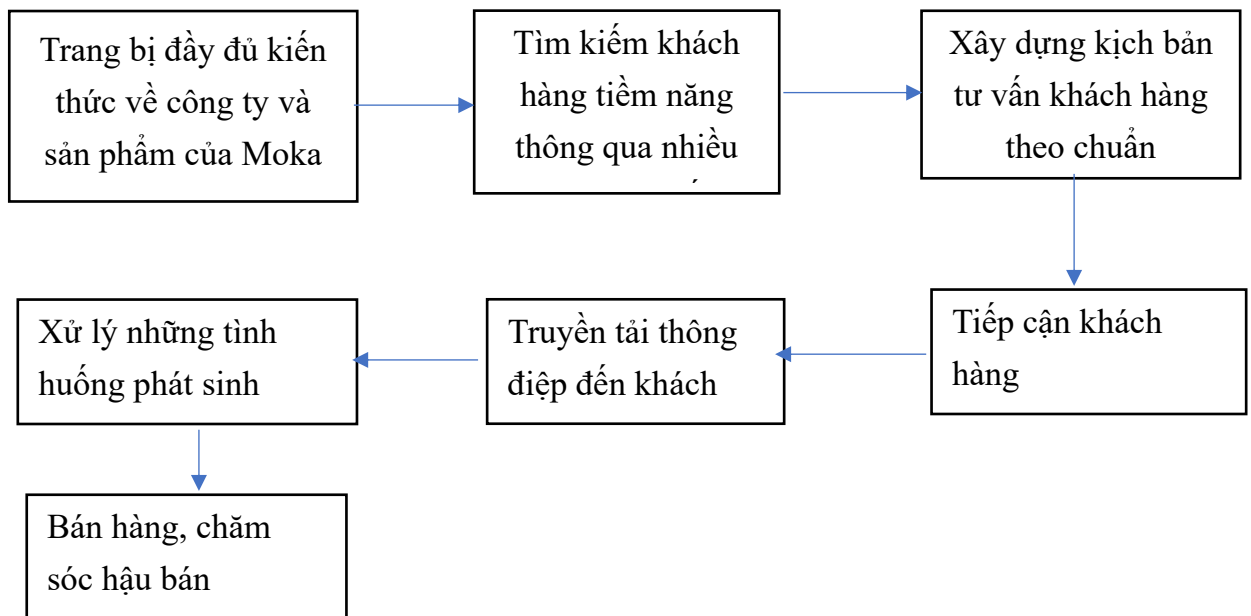 Trang bị đầy đủ kiến
thức về công ty và
sản phẩm của Moka
Tìm kiếm khách
hàng tiềm năng
thông qua nhiều
Xây dựng kịch bản
tư vấn khách hàng
theo chuẩn
Tiếp cận khách
hàng
Truyền tải thông
điệp đến khách
Xử lý những tình
huống phát sinh
Bán hàng, chăm
sóc hậu bán